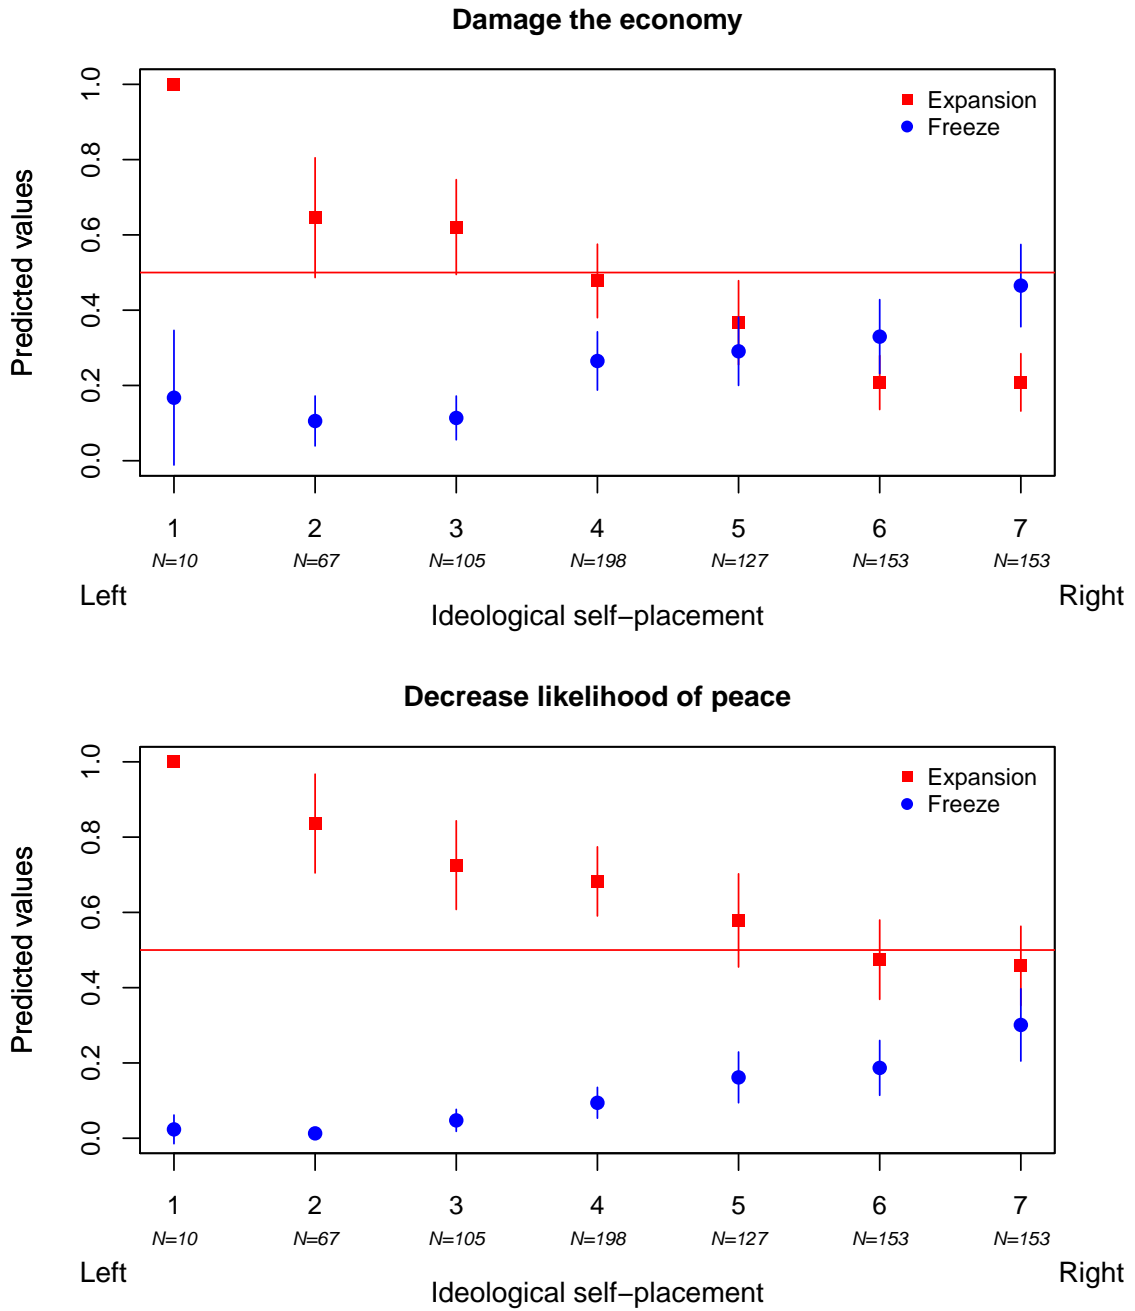 Damage the economy
Predicted values
1.0
0.8
0.6
0.4
0.2
0.0
Expansion
Freeze
1 2 3 4 5 6 7
N=10 N=67 N=105 N=198 N=127 N=153 N=153
Left Right
Ideological self−placement
Decrease likelihood of peace
Predicted values
1.0
0.8
0.6
0.4
0.2
0.0
Expansion
Freeze
1 2 3 4 5 6 7
N=10 N=67 N=105 N=198 N=127 N=153 N=153
Left Right
Ideological self−placement